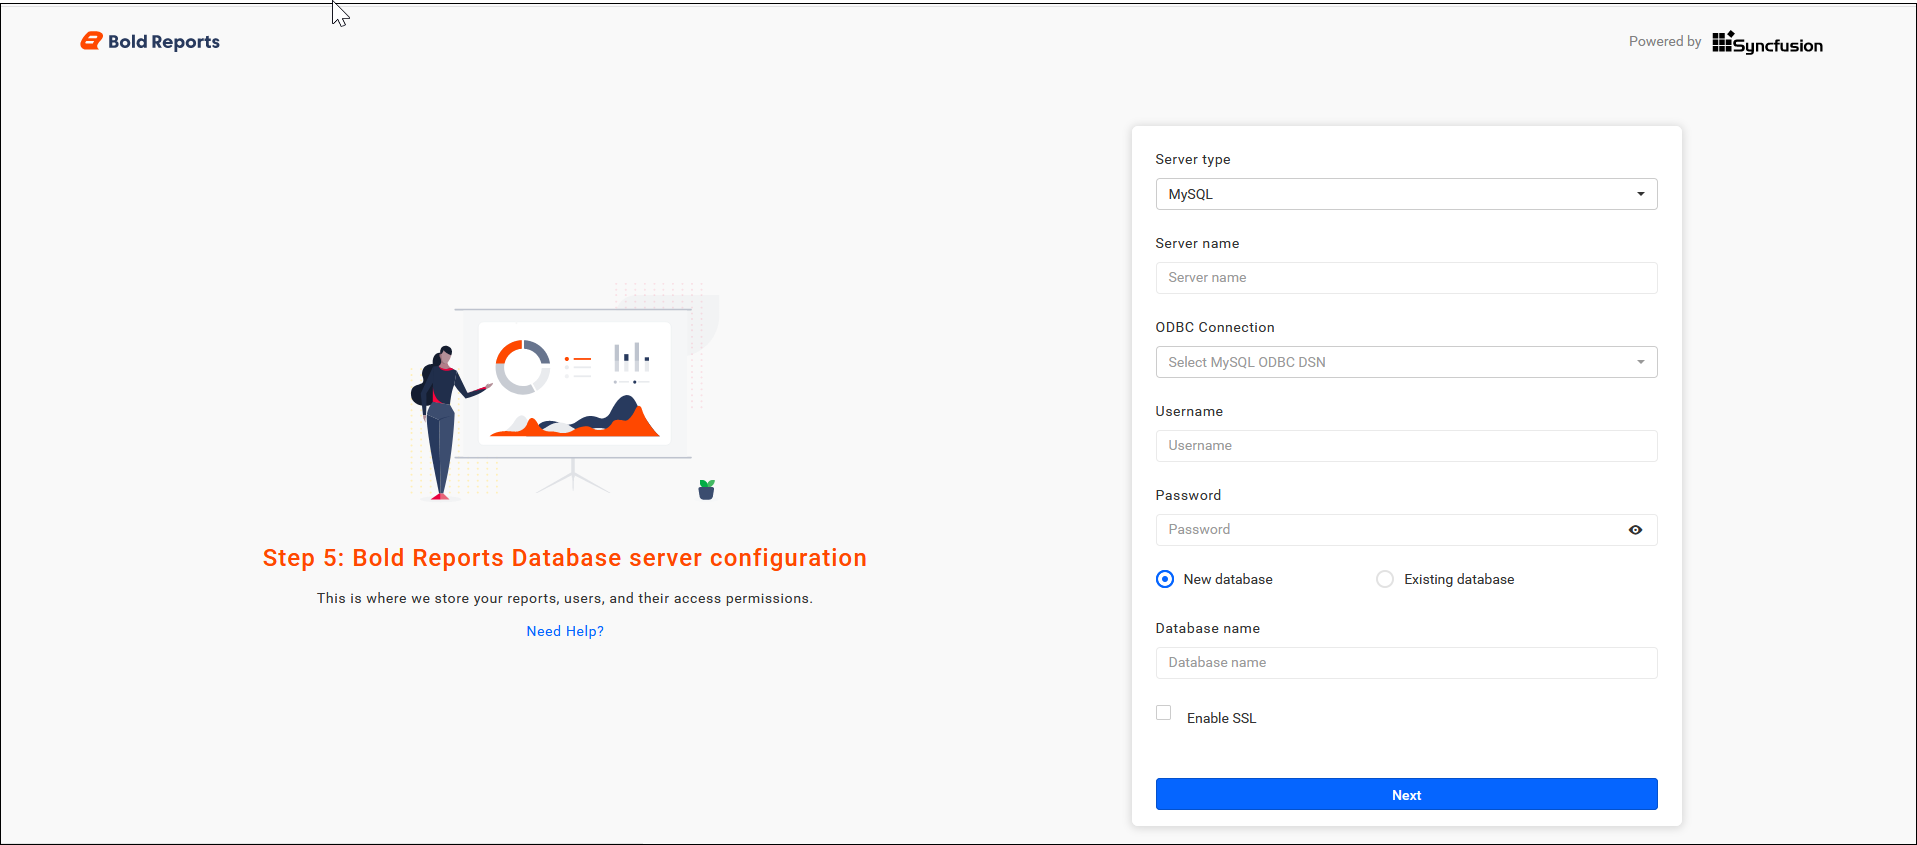 Bold Reports
Powered by Syncfusion
Step 5: Bold Reports Database server configuration
This is where we store your reports, users, and their access permissions.
Need Help?
Server type
MySQL
Server name
Server name
ODBC Connection
Select MySQL ODBC DSN
Username
Username
Password
Password
New database Existing database
Database name
Database name
Enable SSL
Next